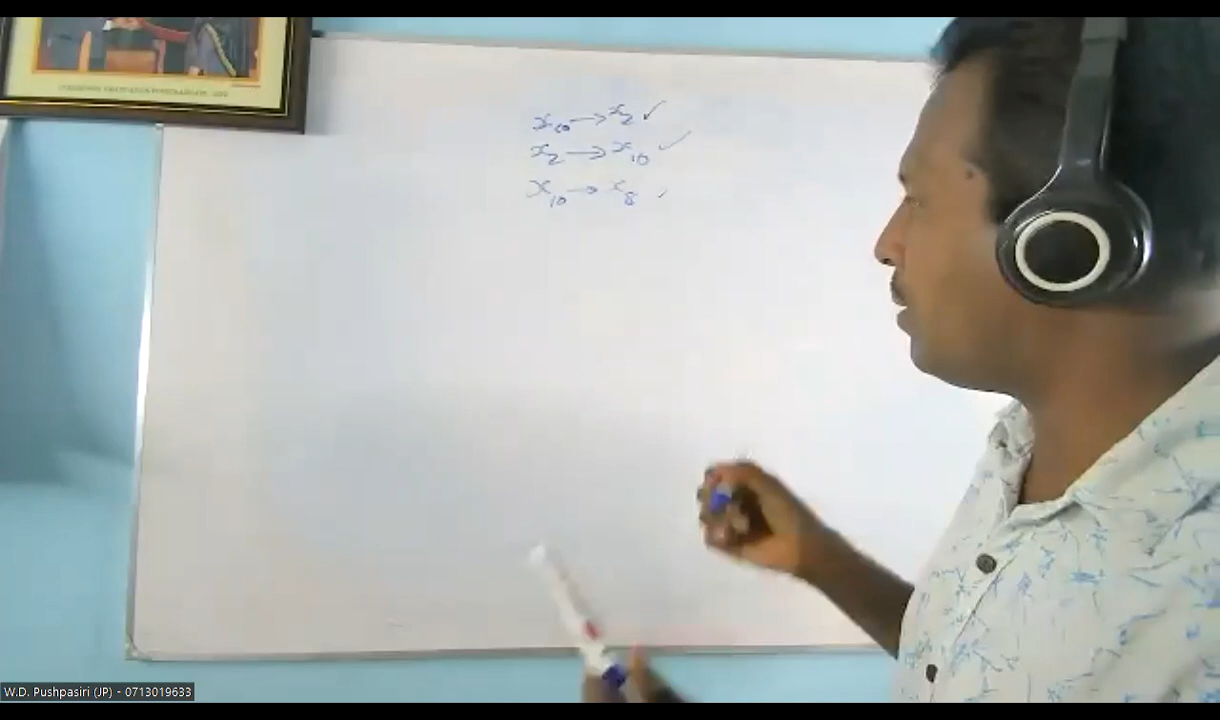 x₁₀ → x₂ ✓
x₂ → x₁₀ ✓
x₁₀ → x₈ ✓
W.D. Pushpasiri (JP) - 0713019633